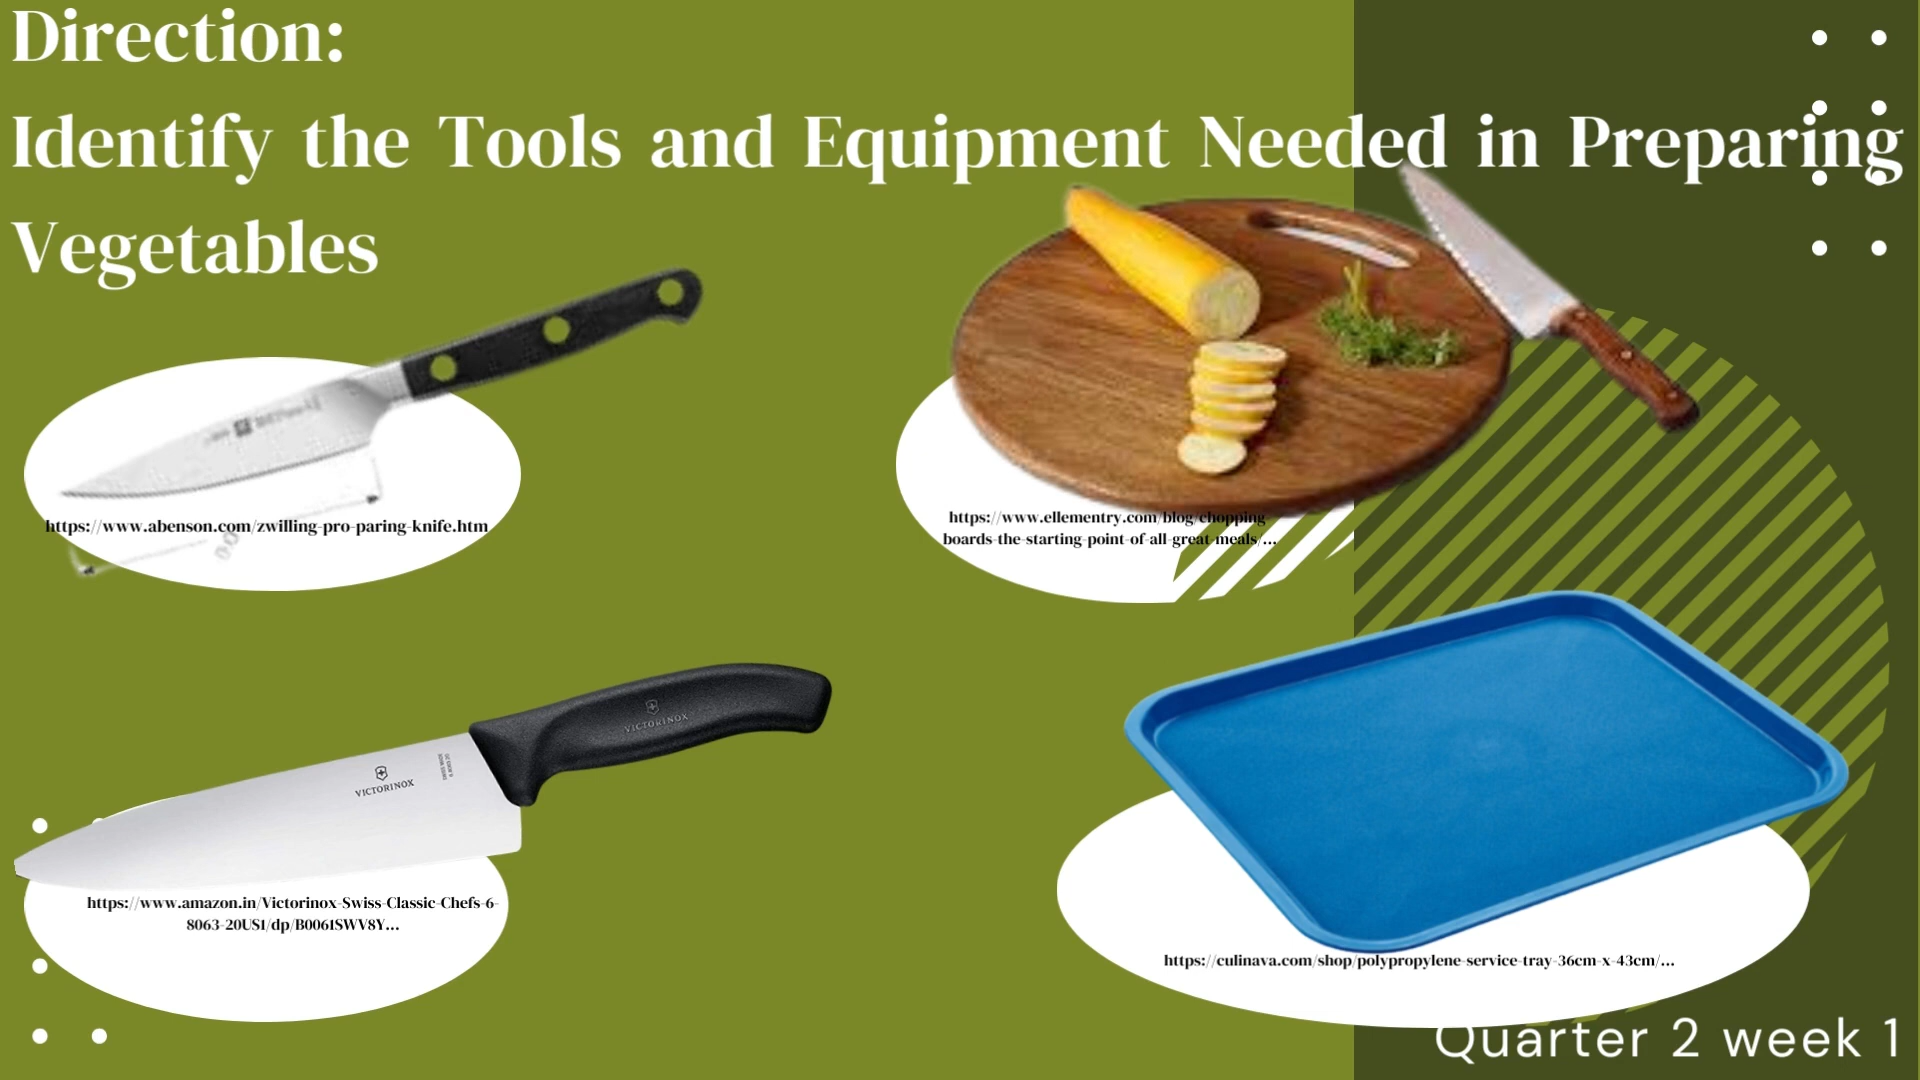 Direction:
Identify the Tools and Equipment Needed in Preparing
Vegetables
https://www.abenson.com/zwilling-pro-paring-knife.htm
https://www.ellementry.com/blog/chopping-
boards-the-starting-point-of-all-great-meals/...
VICTORINOX
VICTORINOX
https://www.amazon.in/Victorinox-Swiss-Classic-Chefs-6-
8063-20US1/dp/B0061SWV8Y...
https://culinava.com/shop/polypropylene-service-tray-36cm-x-43cm/...
Quarter 2 week 1